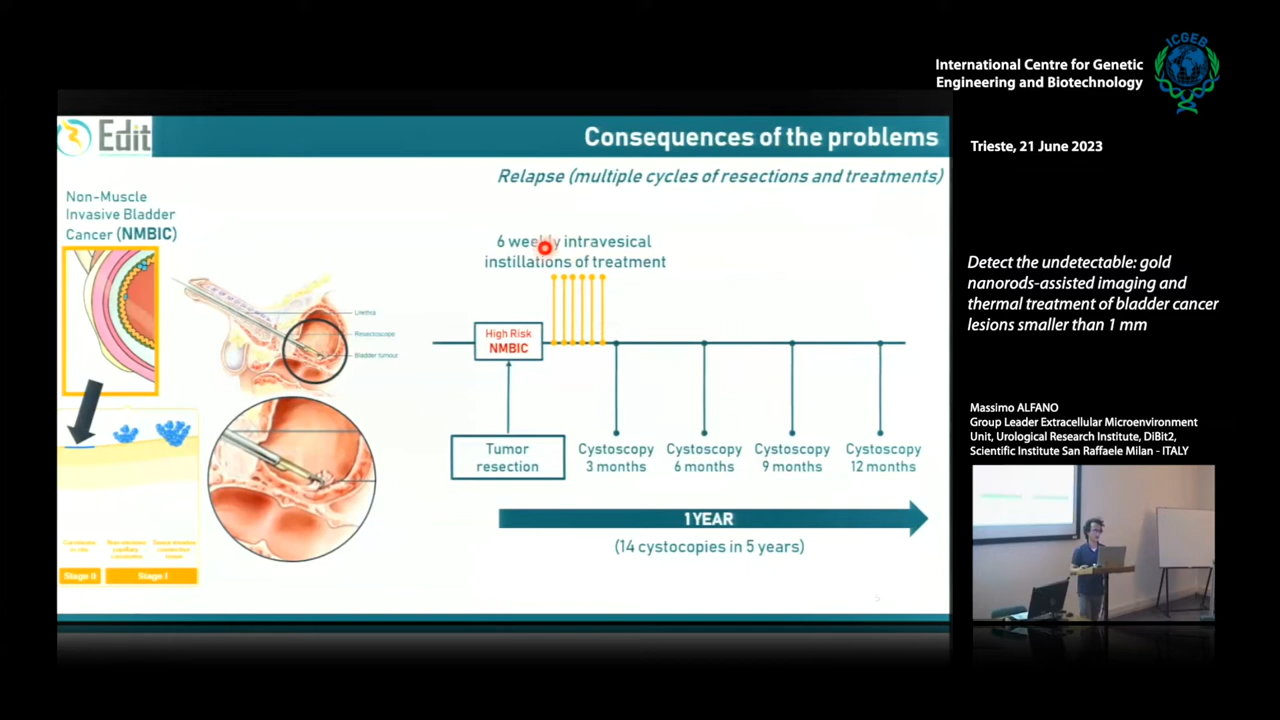 International Centre for Genetic
Engineering and Biotechnology
ICGEB
Trieste, 21 June 2023
Detect the undetectable: gold
nanorods-assisted imaging and
thermal treatment of bladder cancer
lesions smaller than 1 mm
Massimo ALFANO
Group Leader Extracellular Microenvironment
Unit, Urological Research Institute, DiBit2,
Scientific Institute San Raffaele Milan - ITALY
Edit
Consequences of the problems
Relapse (multiple cycles of resections and treatments)
Non-Muscle
Invasive Bladder
Cancer (NMBIC)
Urethra
Resectoscope
Bladder tumour
6 weekly intravesical
instillations of treatment
High Risk
NMBIC
Tumor
resection
Cystoscopy
3 months
Cystoscopy
6 months
Cystoscopy
9 months
Cystoscopy
12 months
1 YEAR
(14 cystocopies in 5 years)
Stage 0
Stage I
5